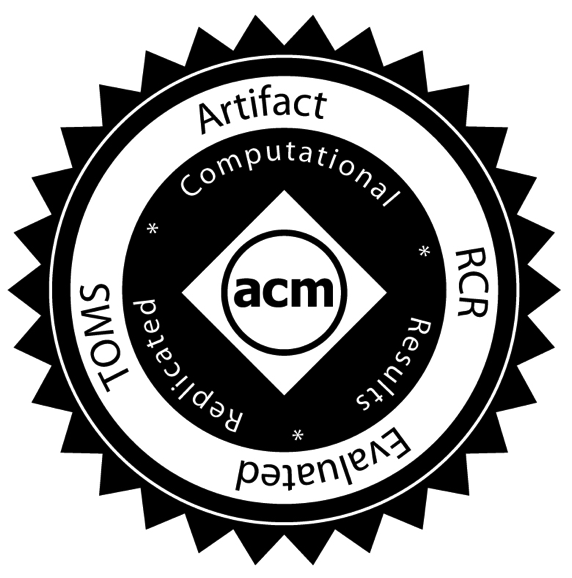 Artifact
RCR
Evaluated
TOMS
Computational
*
Results
*
Replicated
*
acm